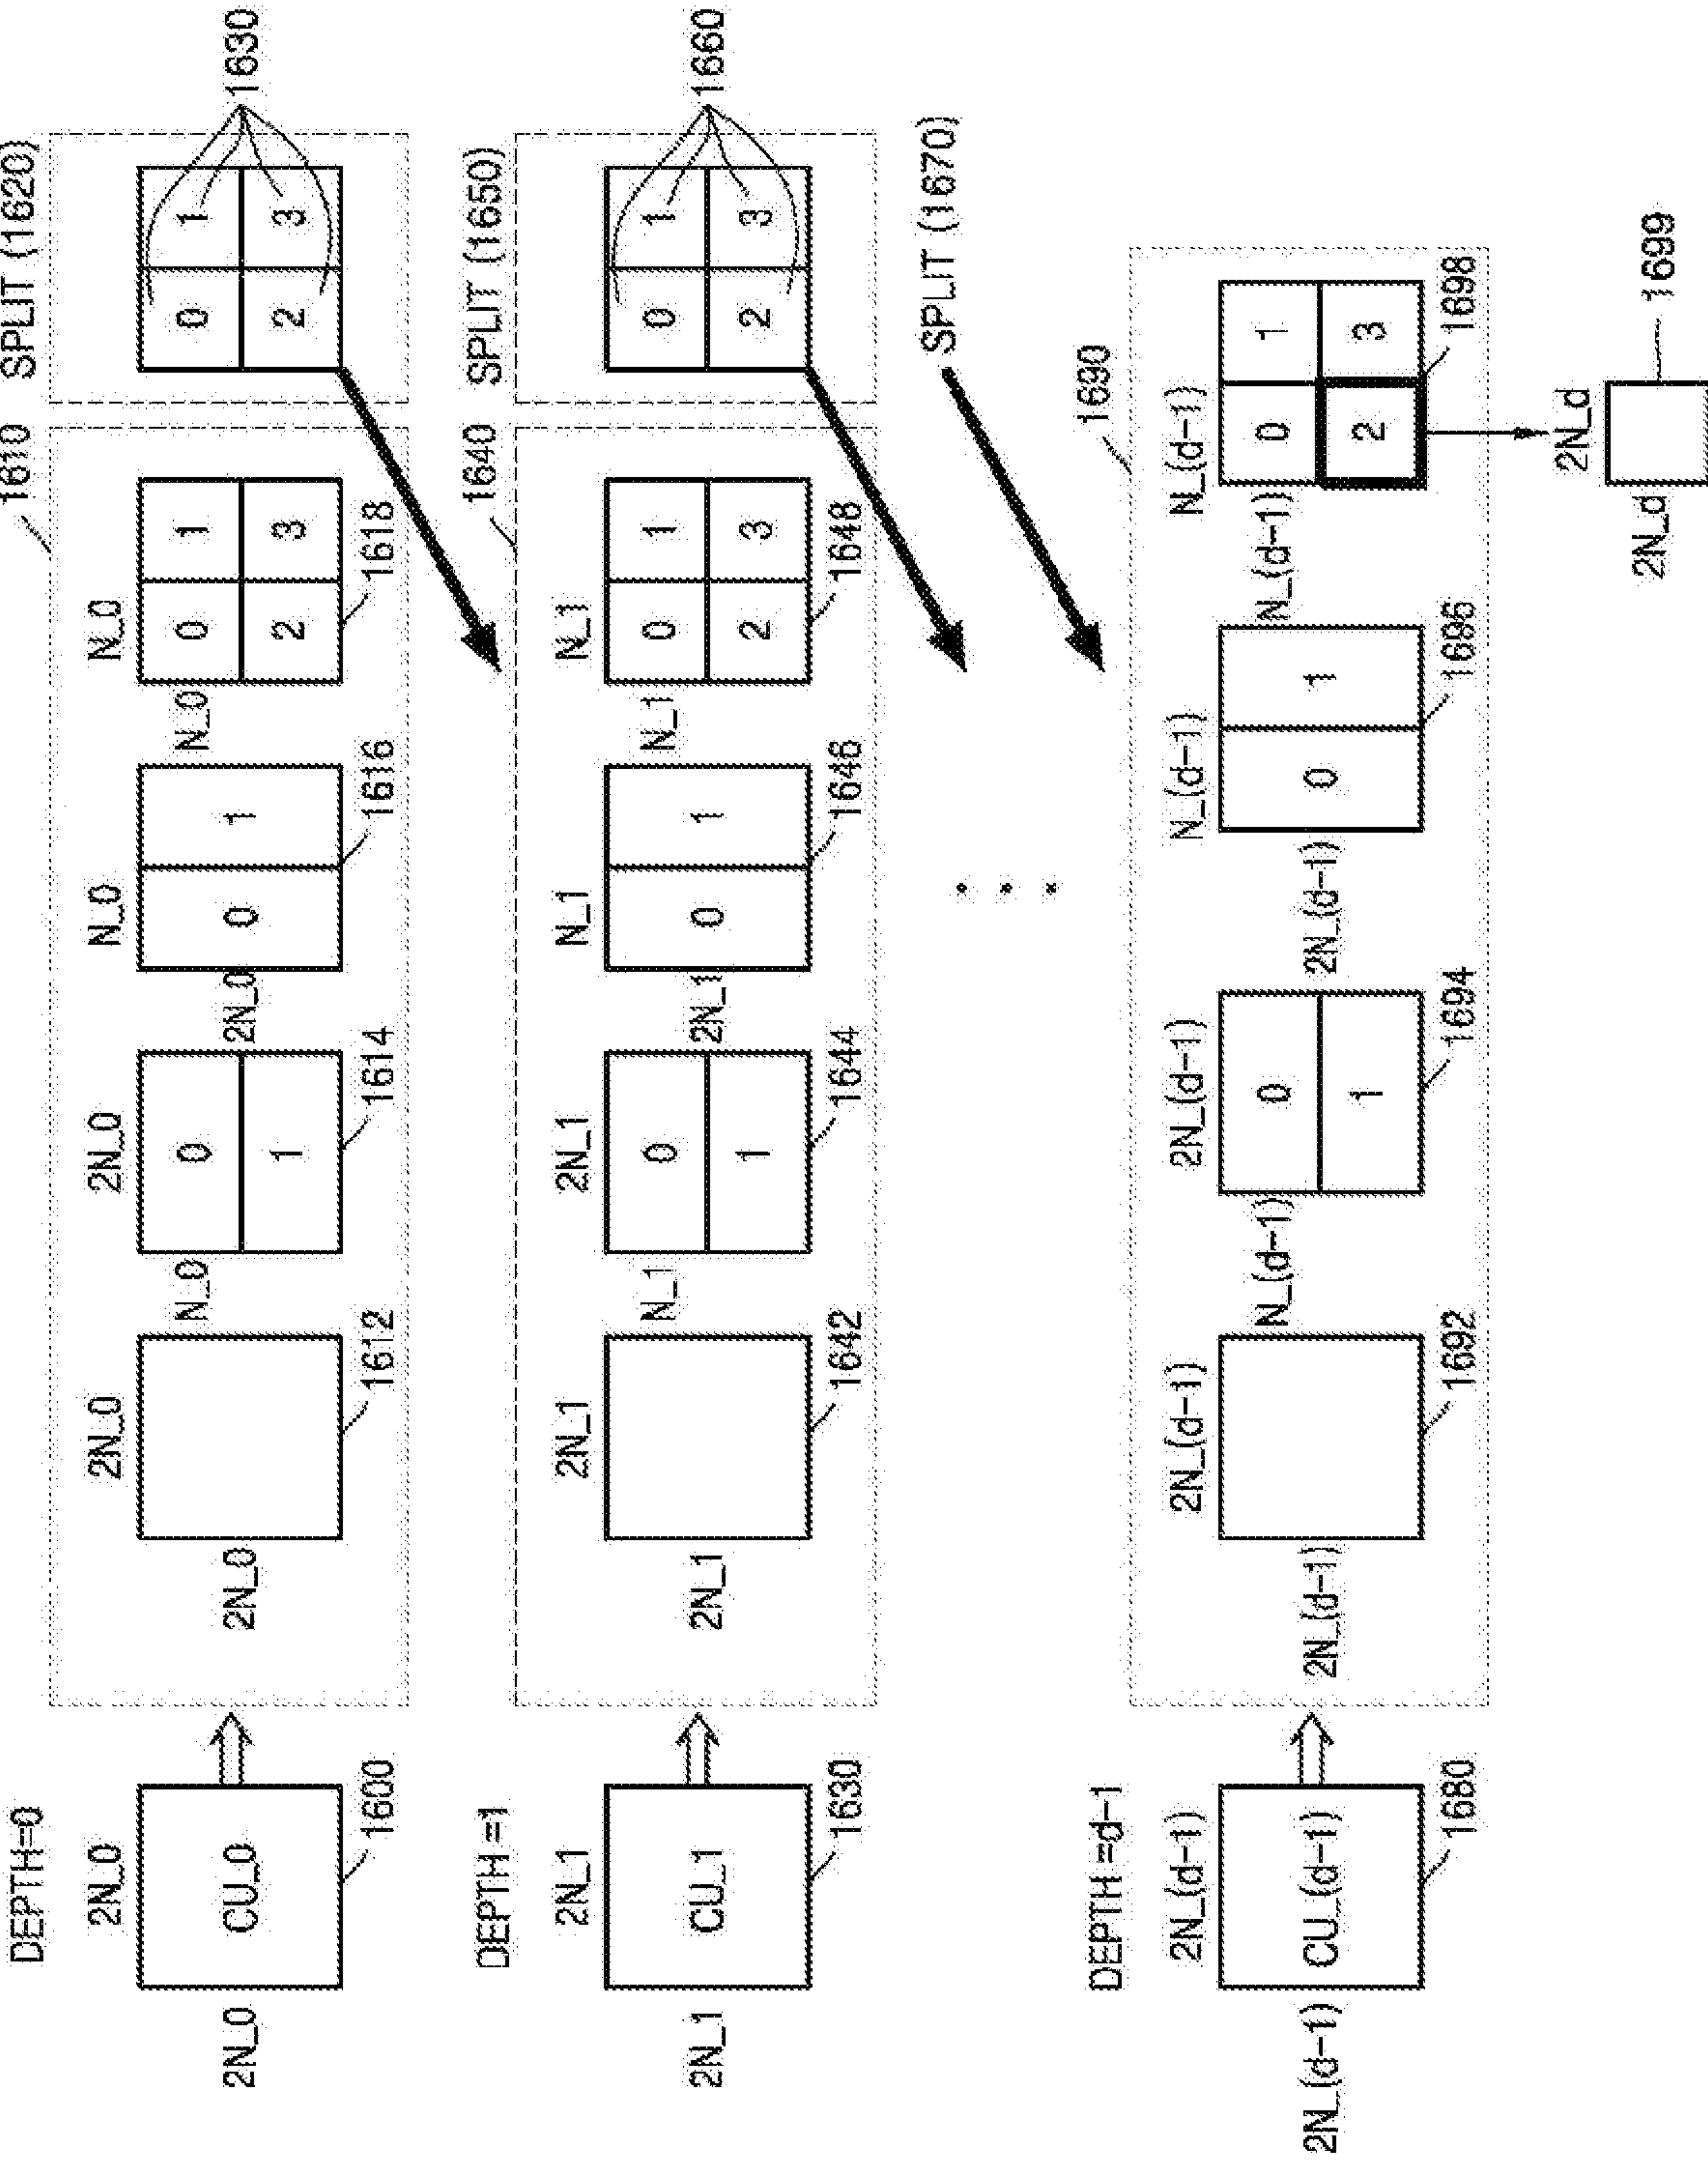 DEPTH=0
2N_0
2N_0
CU_0
1600
1610
2N_0
2N_0
1612
2N_0
N_0
0
1
1614
N_0
2N_0
0
1
1616
N_0
N_0
0
1
2
3
1618
SPLIT (1620)
0
1
2
3
1630
DEPTH =1
2N_1
2N_1
CU_1
1630
1640
2N_1
2N_1
1642
2N_1
N_1
0
1
1644
N_1
2N_1
0
1
1646
N_1
N_1
0
1
2
3
1648
SPLIT (1650)
0
1
2
3
1660
SPLIT (1670)
DEPTH =d-1
2N_(d-1)
2N_(d-1)
CU_(d-1)
1680
1690
2N_(d-1)
2N_(d-1)
1692
2N_(d-1)
N_(d-1)
0
1
1694
N_(d-1)
2N_(d-1)
0
1
1696
N_(d-1)
N_(d-1)
0
1
2
3
1698
2N_d
2N_d
1699